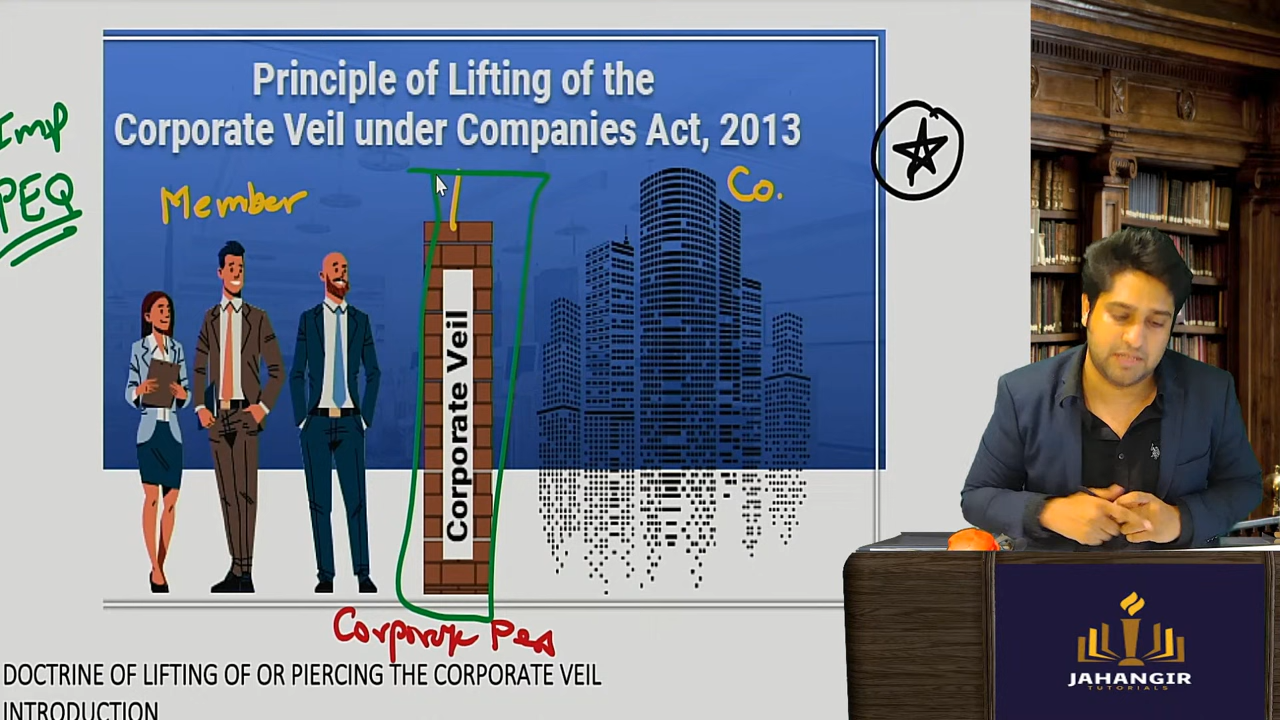 Principle of Lifting of the
Corporate Veil under Companies Act, 2013
Imp
PEQ
Member
Co.
Corporate Veil
Corporate
DOCTRINE OF LIFTING OF OR PIERCING THE CORPORATE VEIL
INTRODUCTION
JAHANGIR
TUTORIALS